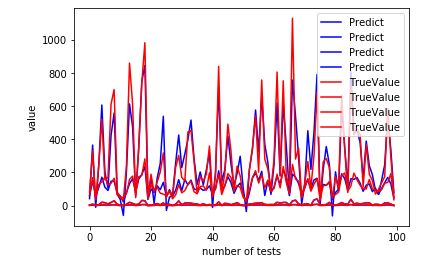 Predict
Predict
Predict
Predict
TrueValue
TrueValue
TrueValue
TrueValue
1000
800
600
400
200
0
value
0
20
40
60
80
100
number of tests